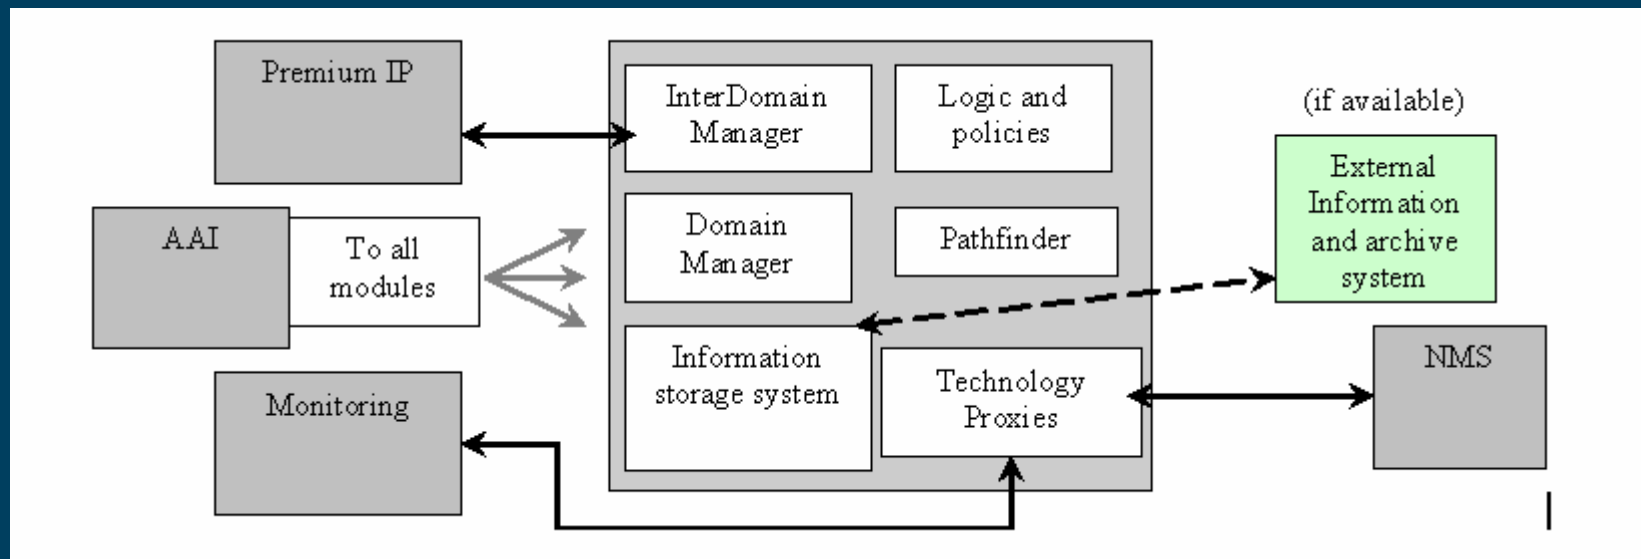 Premium IP
InterDomain
Manager
Logic and
policies
(if available)
External
Information
and archive
system
AAI
To all
modules
Domain
Manager
Pathfinder
Information
storage system
Technology
Proxies
NMS
Monitoring